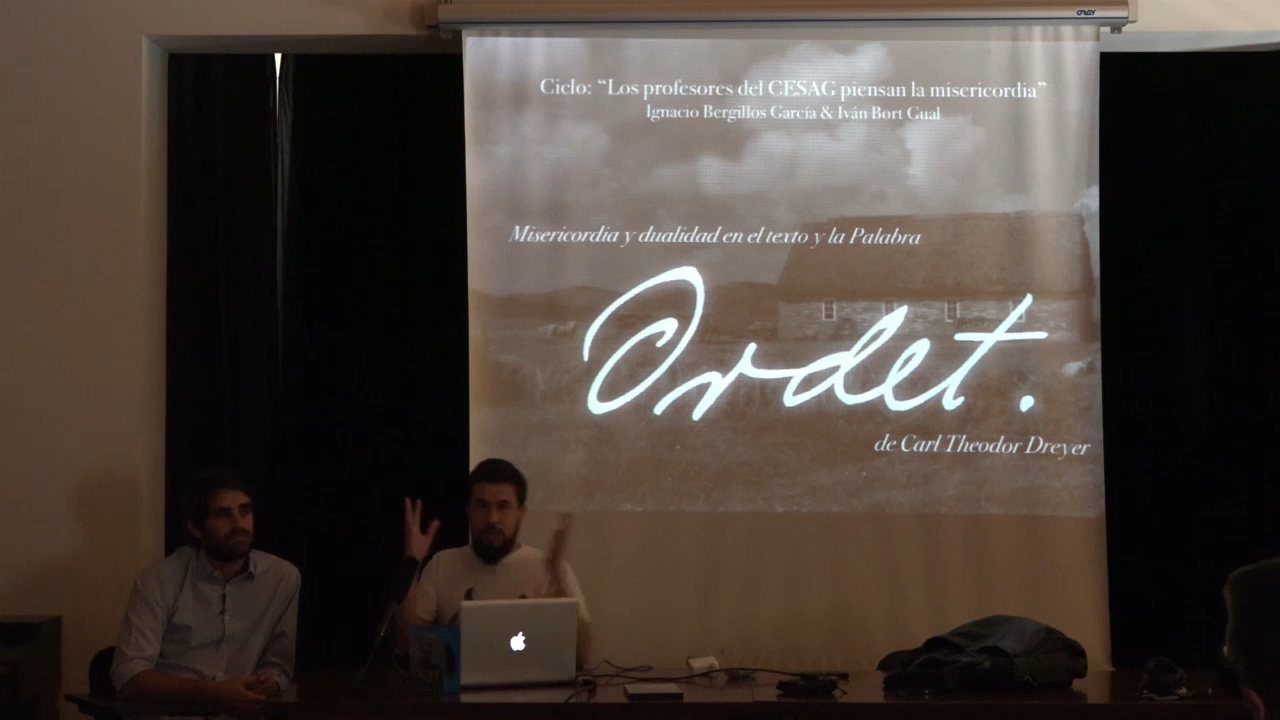 Ciclo: “Los profesores del CESAG piensan la misericordia”
Ignacio Bergillos García & Iván Bort Gual
Misericordia y dualidad en el texto y la Palabra
Ordet.
de Carl Theodor Dreyer